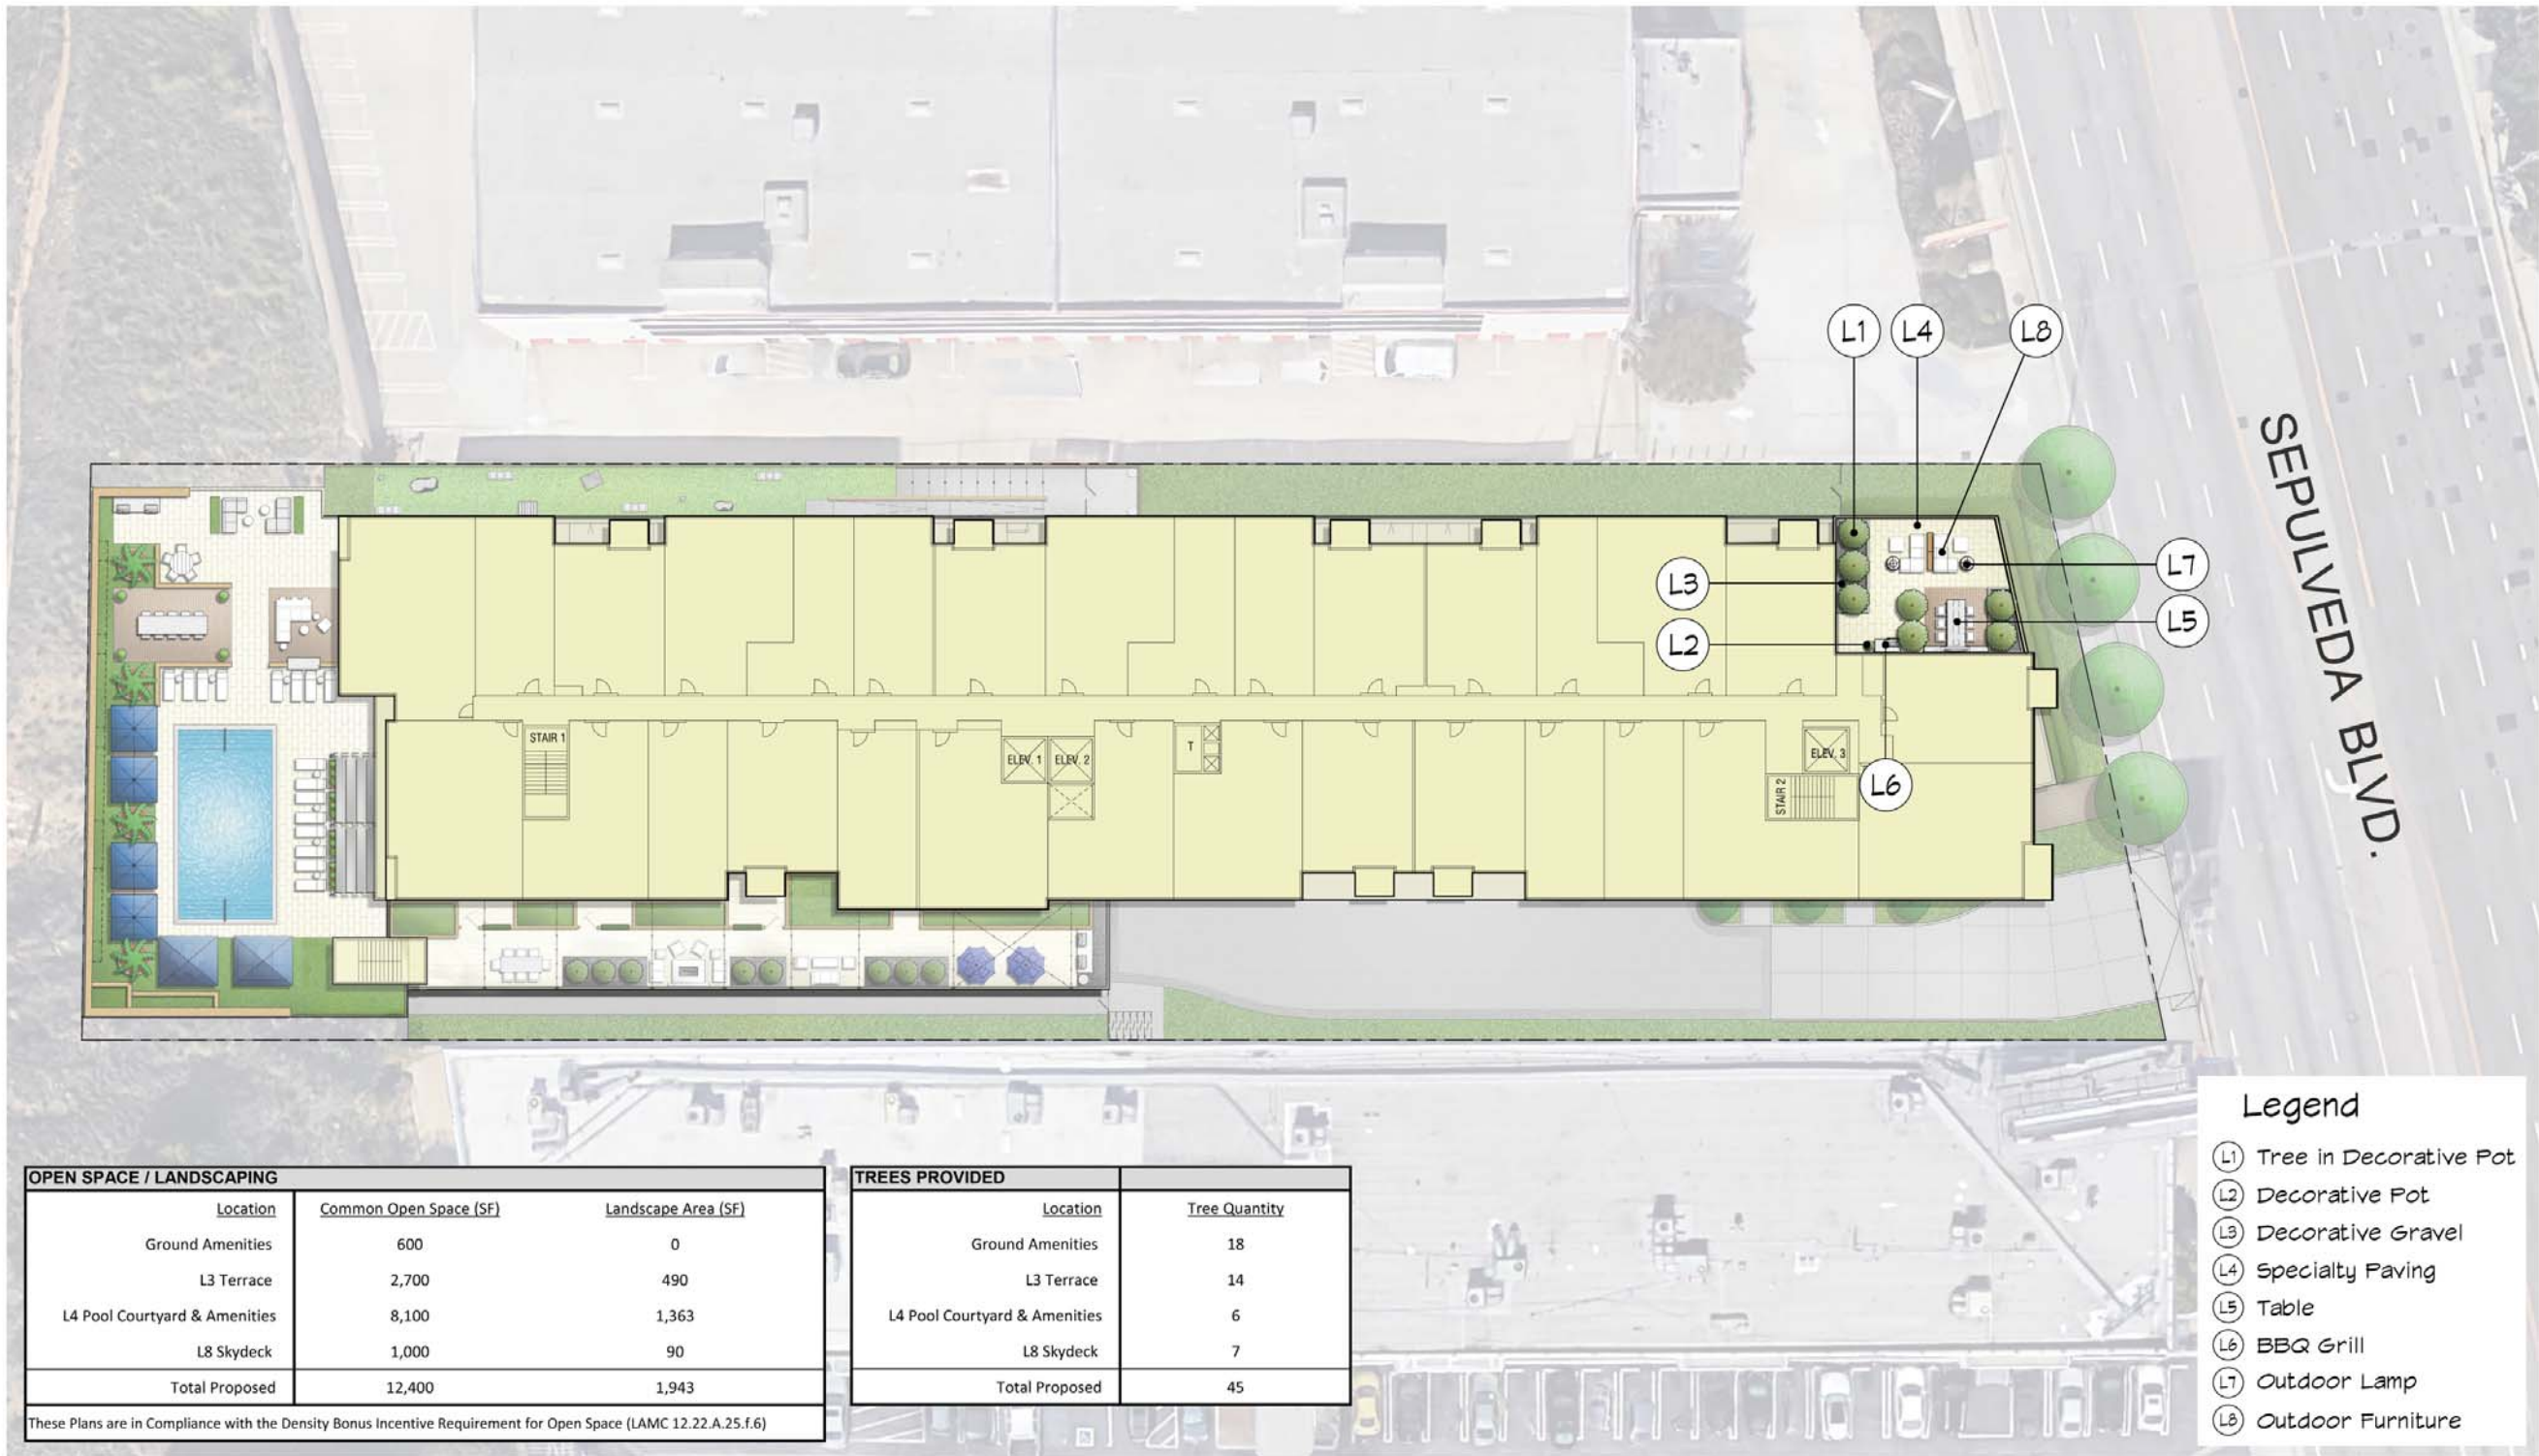 L1 L4 L8
L3 L7
L2 L5
SEPULVEDA BLVD.
STAIR 1
ELEV. 1 ELEV. 2
T
ELEV. 3
STAIR 2
L6
OPEN SPACE / LANDSCAPING
Location Common Open Space (SF) Landscape Area (SF)
Ground Amenities 600 0
L3 Terrace 2,700 490
L4 Pool Courtyard & Amenities 8,100 1,363
L8 Skydeck 1,000 90
Total Proposed 12,400 1,943
These Plans are in Compliance with the Density Bonus Incentive Requirement for Open Space (LAMC 12.22.A.25.f.6)
TREES PROVIDED
Location Tree Quantity
Ground Amenities 18
L3 Terrace 14
L4 Pool Courtyard & Amenities 6
L8 Skydeck 7
Total Proposed 45
Legend
L1 Tree in Decorative Pot
L2 Decorative Pot
L3 Decorative Gravel
L4 Specialty Paving
L5 Table
L6 BBQ Grill
L7 Outdoor Lamp
L8 Outdoor Furniture